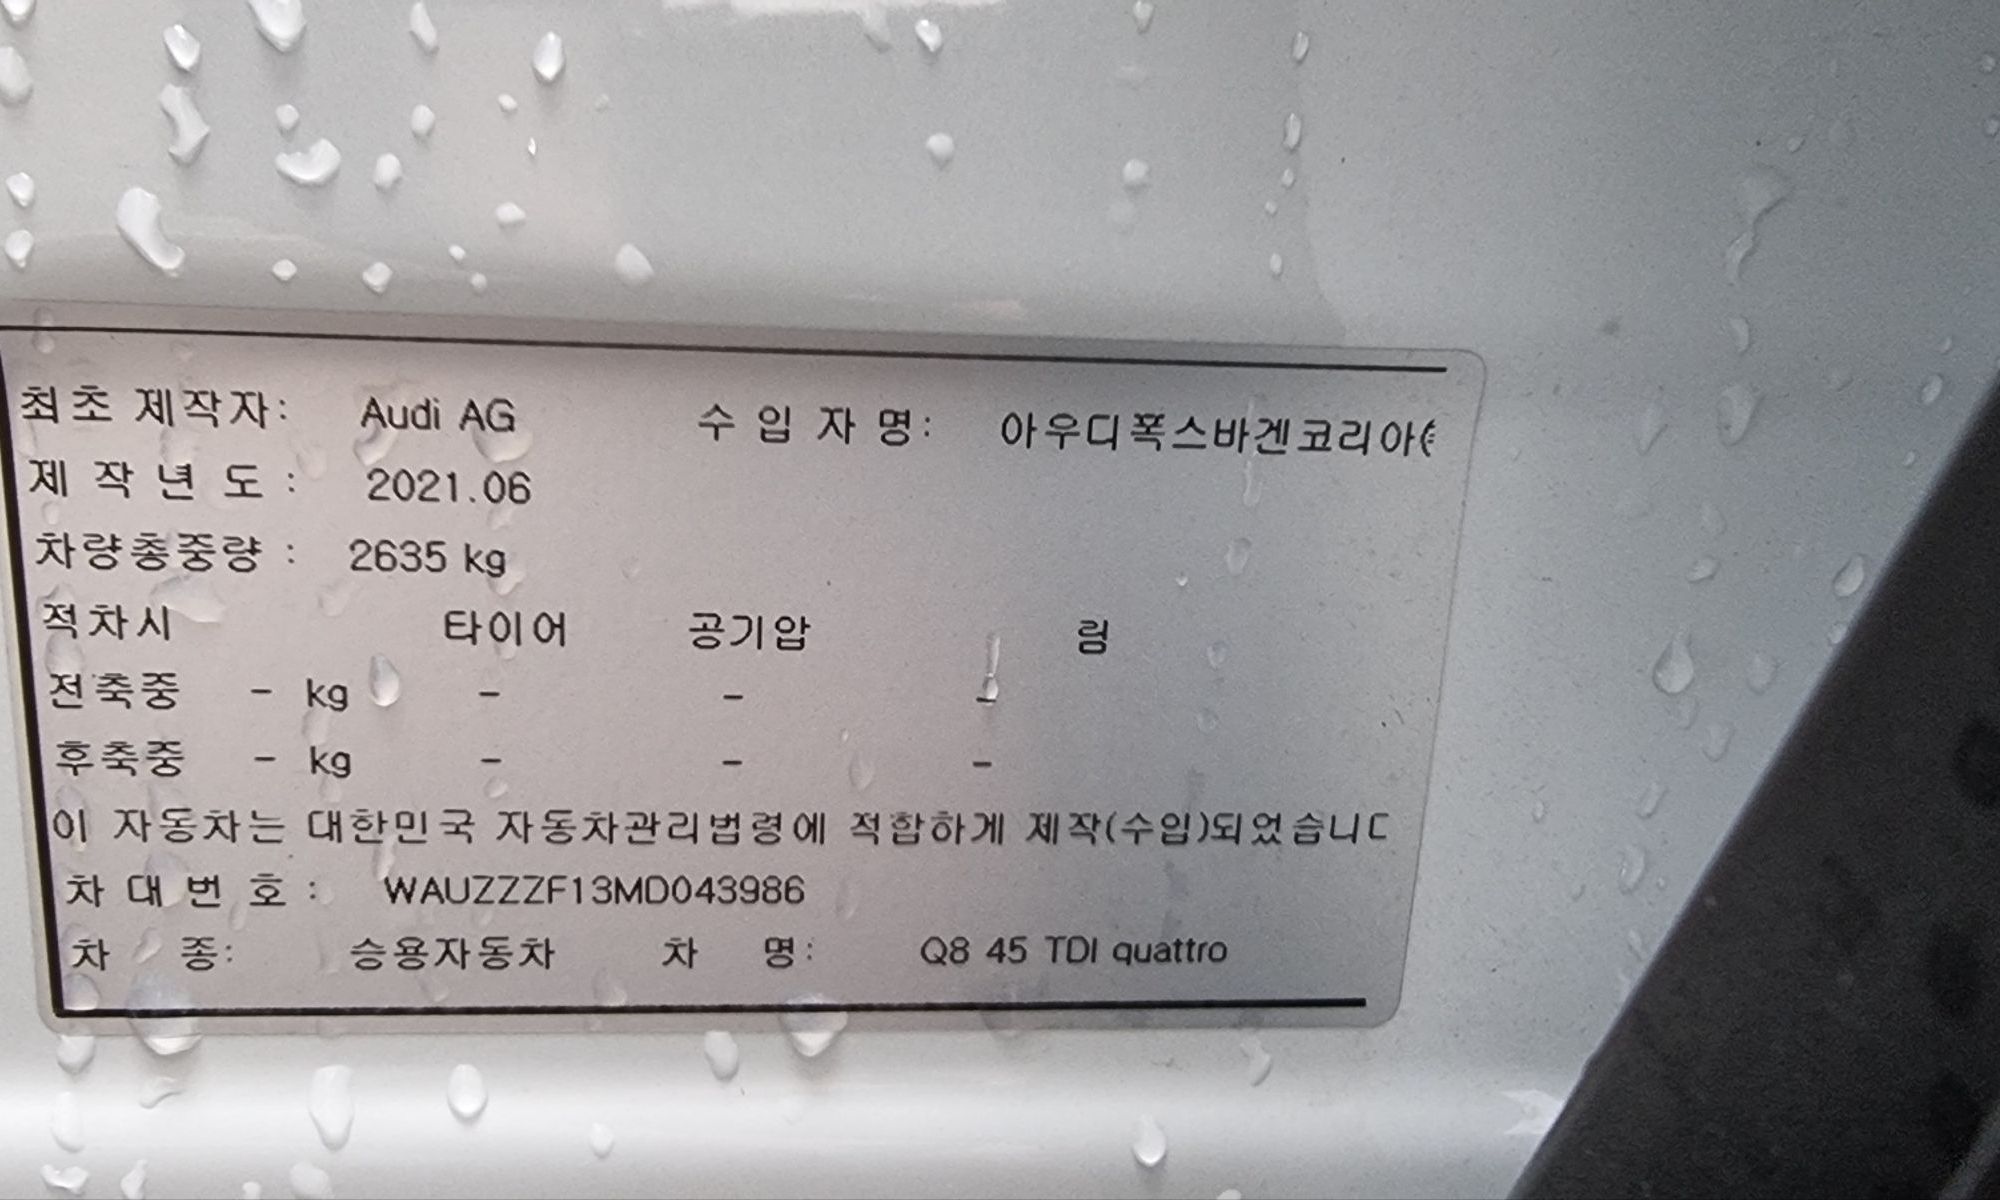 최초 제작자: Audi AG 수 입 자 명: 아우디폭스바겐코리아(
제 작 년 도 : 2021.06
차량총중량 : 2635 kg
적차시 타이어 공기압 림
전축중 - kg - - -
후축중 - kg - - -
이 자동차는 대한민국 자동차관리법령에 적합하게 제작(수입)되었습니ㄷ
차 대 번 호 : WAUZZZF13MD043986
차 종: 승용자동차 차 명: Q8 45 TDI quattro